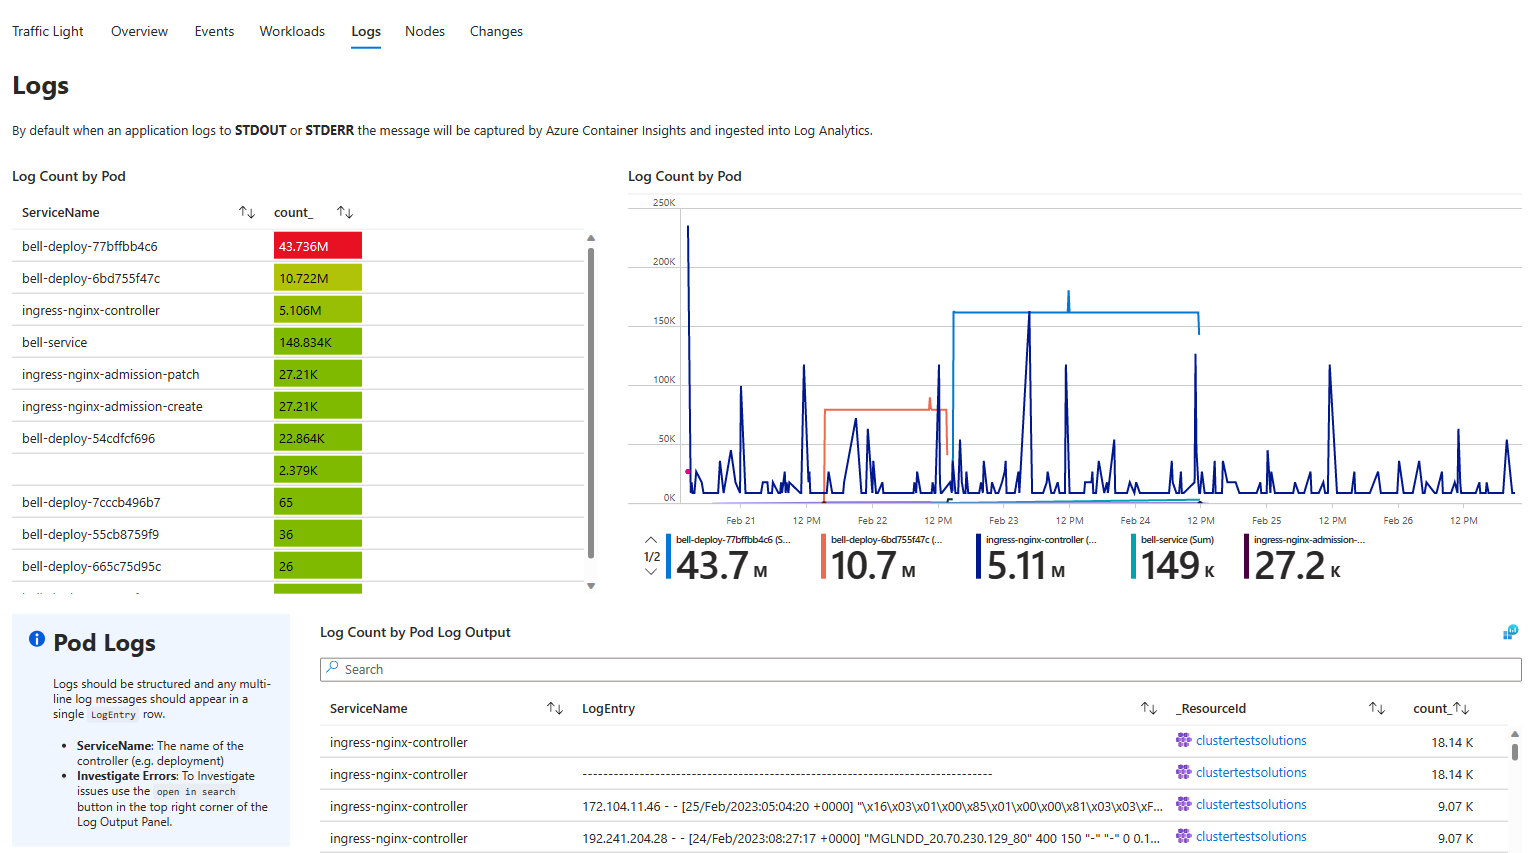 Traffic Light Overview Events Workloads Logs Nodes Changes
Logs
By default when an application logs to STDOUT or STDERR the message will be captured by Azure Container Insights and ingested into Log Analytics.
Log Count by Pod
ServiceName count_
bell-deploy-77bffbb4c6 43.736M
bell-deploy-6bd755f47c 10.722M
ingress-nginx-controller 5.106M
bell-service 148.834K
ingress-nginx-admission-patch 27.21K
ingress-nginx-admission-create 27.21K
bell-deploy-54cdfcf696 22.864K
2.379K
bell-deploy-7cccb496b7 65
bell-deploy-55cb8759f9 36
bell-deploy-665c75d95c 26
Log Count by Pod
250K
200K
150K
100K
50K
0K
Feb 21 12 PM Feb 22 12 PM Feb 23 12 PM Feb 24 12 PM Feb 25 12 PM Feb 26 12 PM
1/2
bell-deploy-77bffbb4c6 (S...
43.7 M
bell-deploy-6bd755f47c (...
10.7 M
ingress-nginx-controller (...
5.11 M
bell-service (Sum)
149 K
ingress-nginx-admission-...
27.2 K
Pod Logs
Logs should be structured and any multi-
line log messages should appear in a
single LogEntry row.
• ServiceName: The name of the
controller (e.g. deployment)
• Investigate Errors: To Investigate
issues use the open in search
button in the top right corner of the
Log Output Panel.
Log Count by Pod Log Output
Search
ServiceName LogEntry _ResourceId count_
ingress-nginx-controller clustertestsolutions 18.14 K
ingress-nginx-controller ------------------------------------------------------------------------------- clustertestsolutions 18.14 K
ingress-nginx-controller 172.104.11.46 - - [25/Feb/2023:05:04:20 +0000] "\x16\x03\x01\x00\x85\x01\x00\x00\x81\x03\x03\xF... clustertestsolutions 9.07 K
ingress-nginx-controller 192.241.204.28 - - [24/Feb/2023:08:27:17 +0000] "MGLNDD_20.70.230.129_80" 400 150 "-" "-" 0 0.1... clustertestsolutions 9.07 K